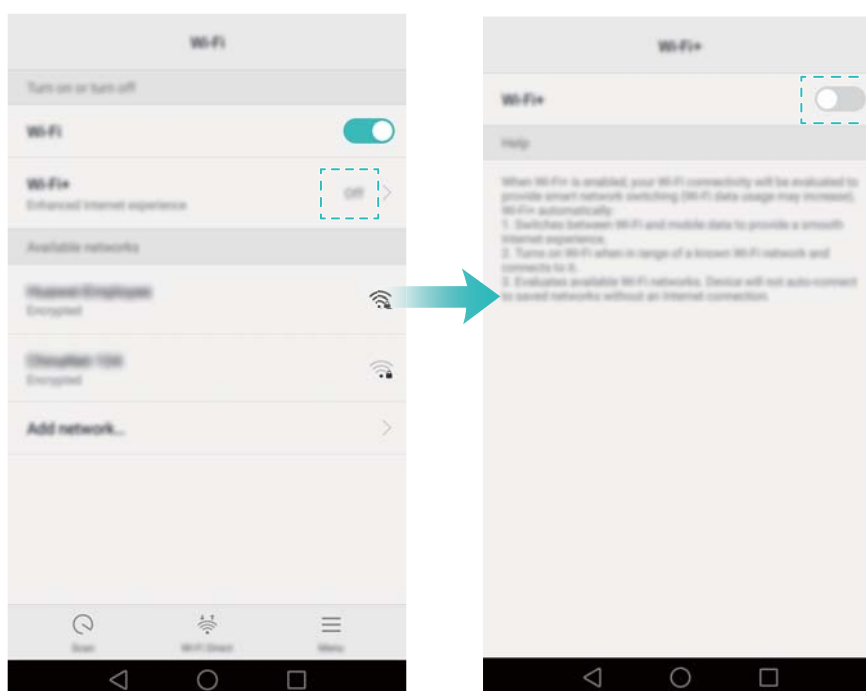 Wi-Fi
Turn on or turn off
Wi-Fi
Wi-Fi+
Off
Enhanced Internet experience
Available networks
Huawei-Employee
Encrypted
ChinaNet-
Encrypted
Add network...
Scan
Wi-Fi Direct
Menu
Wi-Fi+
Wi-Fi+
Help
When Wi-Fi+ is enabled, your Wi-Fi connectivity will be evaluated to
provide smart network switching (Wi-Fi data usage may increase).
Wi-Fi+ automatically:
1. Switches between Wi-Fi and mobile data to provide a smooth
Internet experience.
2. Turns on Wi-Fi when in range of a known Wi-Fi network and
connects to it.
3. Evaluates available Wi-Fi networks. Device will not auto-connect
to saved networks without an Internet connection.